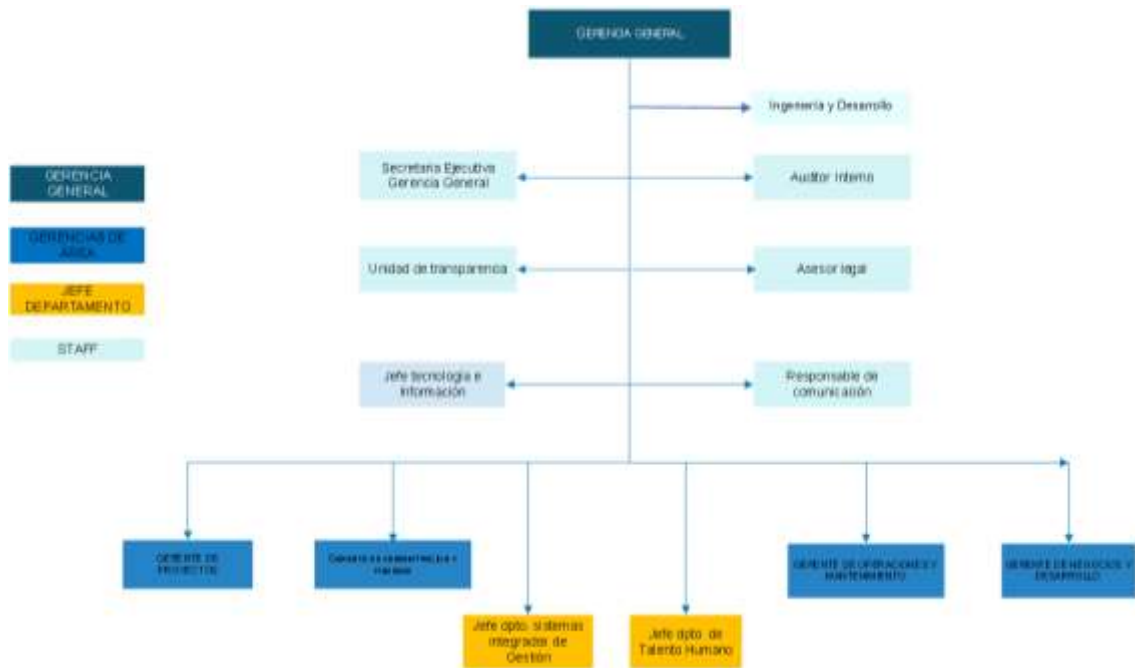 GERENCIA GENERAL
Ingeniería y Desarrollo
GERENCIA
GENERAL
Secretaria Ejecutiva
Gerencia General
Auditor Interno
GERENCIAS DE
ÁREA
Unidad de transparencia
Asesor legal
JEFE
DEPARTAMENTO
STAFF
Jefe tecnología e
Información
Responsable de
comunicación
GERENTE DE
PROYECTOS
GERENTE DE OPERACIONES Y
MANTENIMIENTO
GERENTE DE NEGOCIOS Y
DESARROLLO
Jefe dpto. sistemas
integrados de
Gestión
Jefe dpto. de
Talento Humano